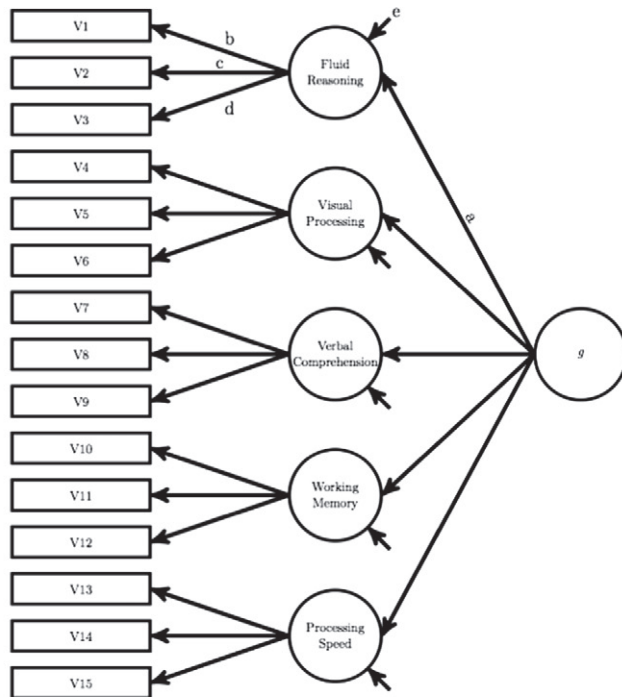 V1
V2
V3
V4
V5
V6
V7
V8
V9
V10
V11
V12
V13
V14
V15
b
c
d
e
a
Fluid
Reasoning
Visual
Processing
Verbal
Comprehension
Working
Memory
Processing
Speed
g